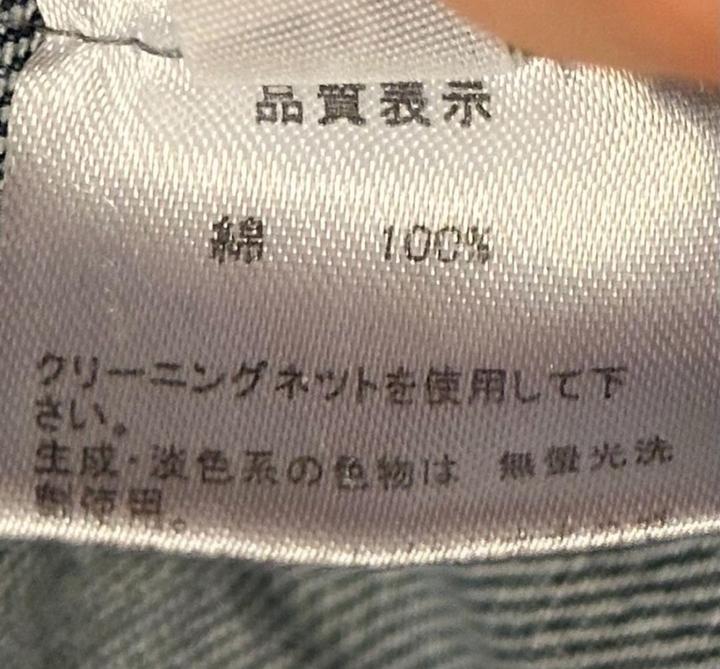 品質表示
綿 100%
クリーニングネットを使用して下
さい。
生成・淡色系の色物は 無蛍光洗
剤使用。